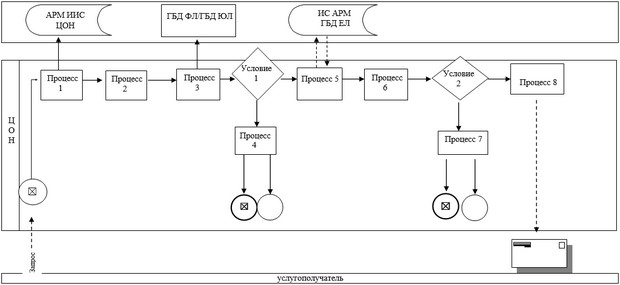 АРМ ИИС
ЦОН
ГБД ФЛ/ГБД ЮЛ
ИС АРМ
ГБД ЕЛ
Ц
О
Н
Процесс
1
Процесс
2
Процесс
3
Условие
1
Процесс 5
Процесс
6
Условие
2
Процесс 8
Процесс
4
Процесс 7
Запрос
услугополучатель